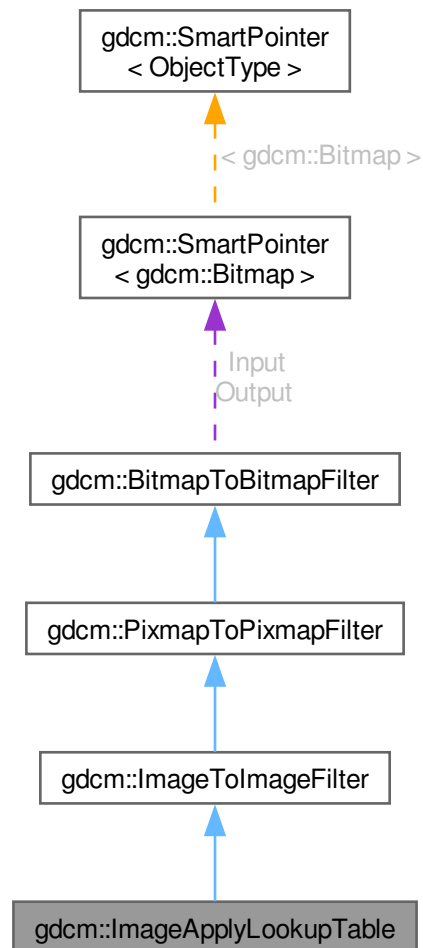 gdcm::SmartPointer
< ObjectType >
< gdcm::Bitmap >
gdcm::SmartPointer
< gdcm::Bitmap >
Input
Output
gdcm::BitmapToBitmapFilter
gdcm::PixmapToPixmapFilter
gdcm::ImageToImageFilter
gdcm::ImageApplyLookupTable